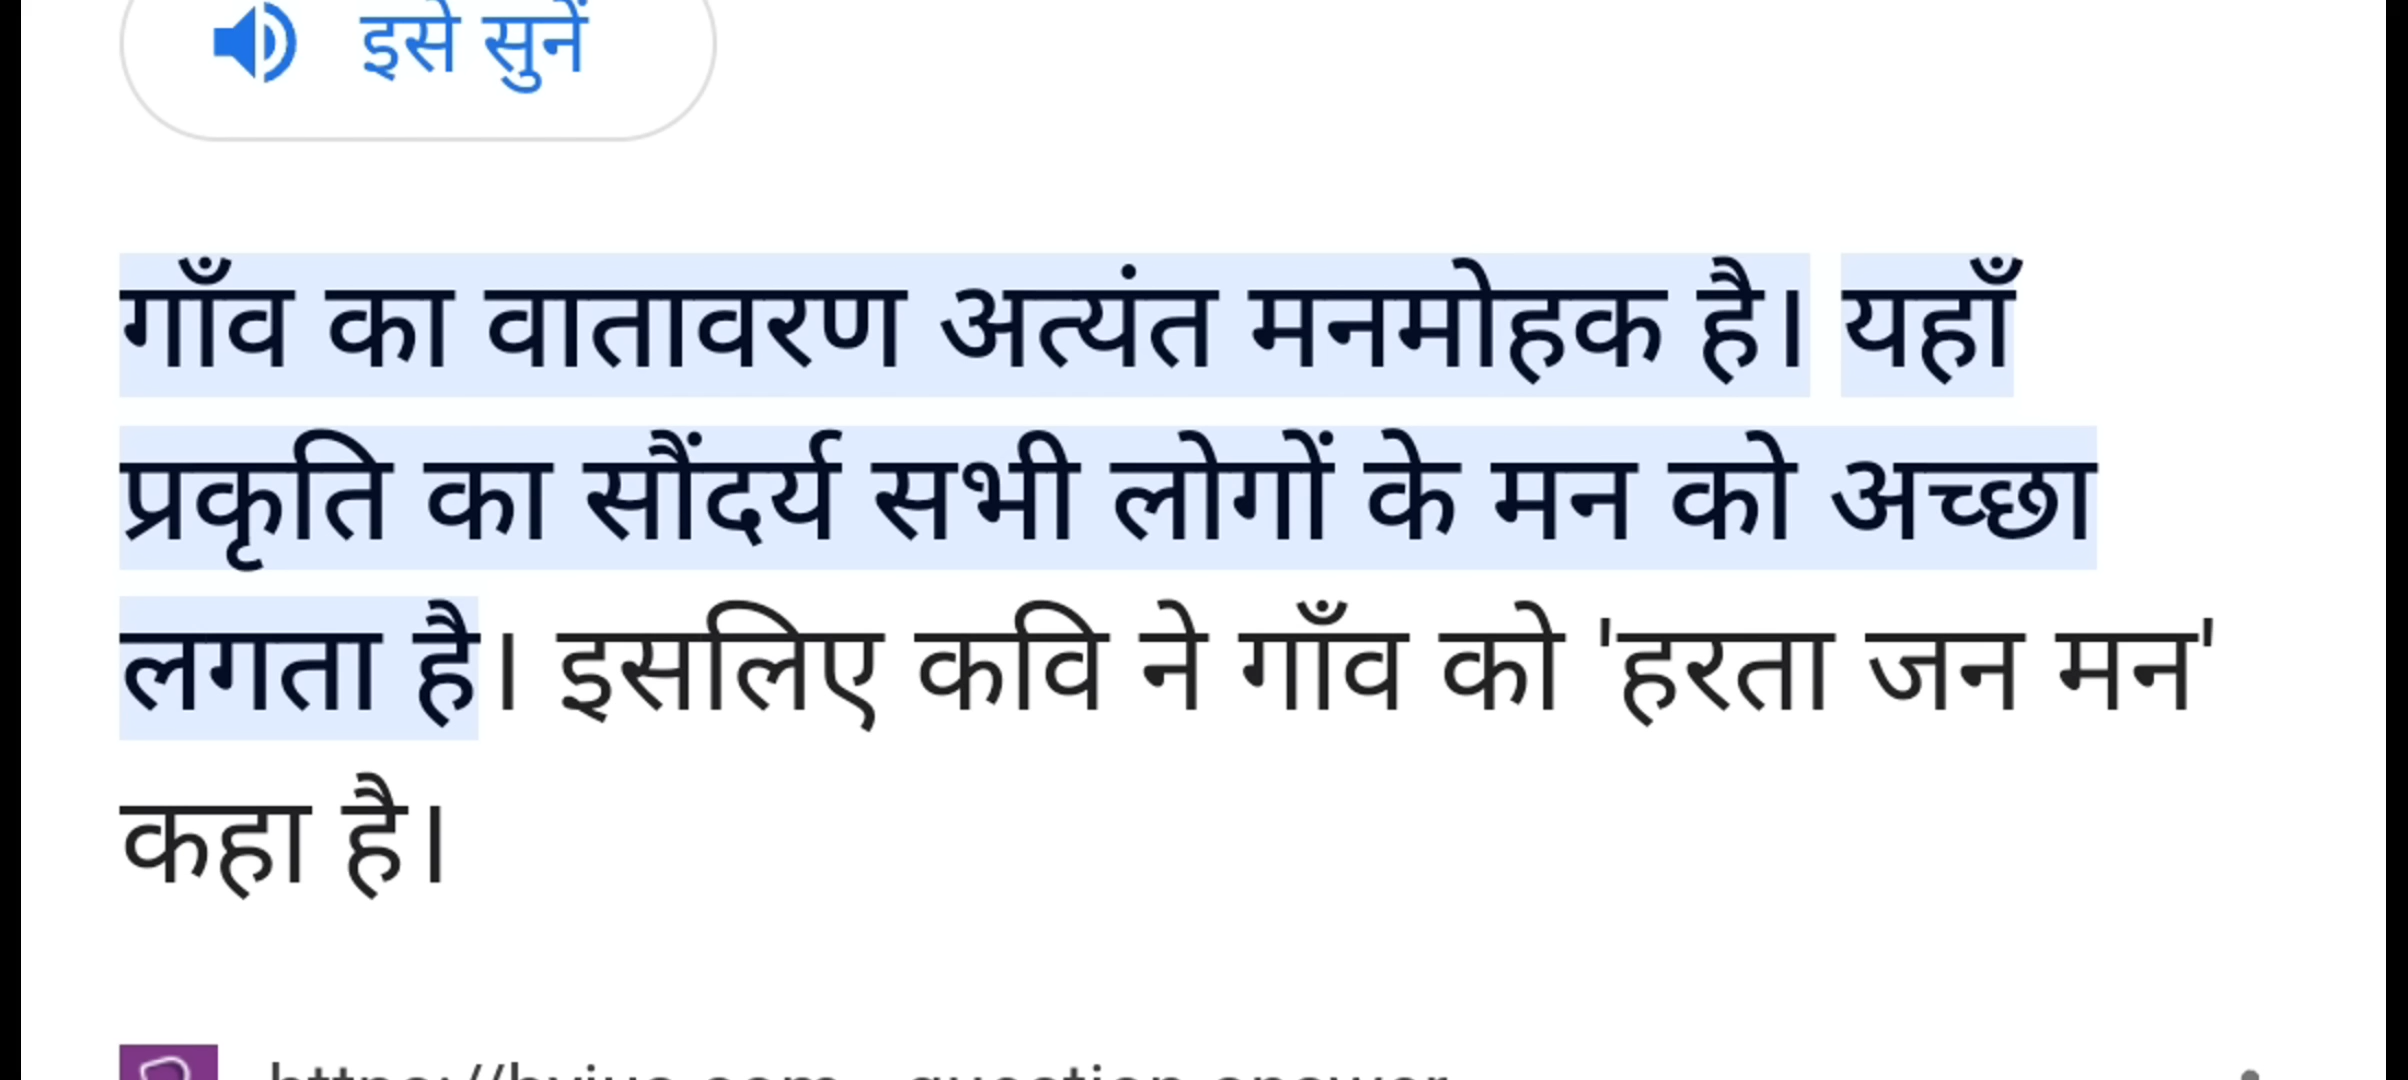 इसे सुनें
गाँव का वातावरण अत्यंत मनमोहक है। यहाँ
प्रकृति का सौंदर्य सभी लोगों के मन को अच्छा
लगता है। इसलिए कवि ने गाँव को 'हरता जन मन'
कहा है।